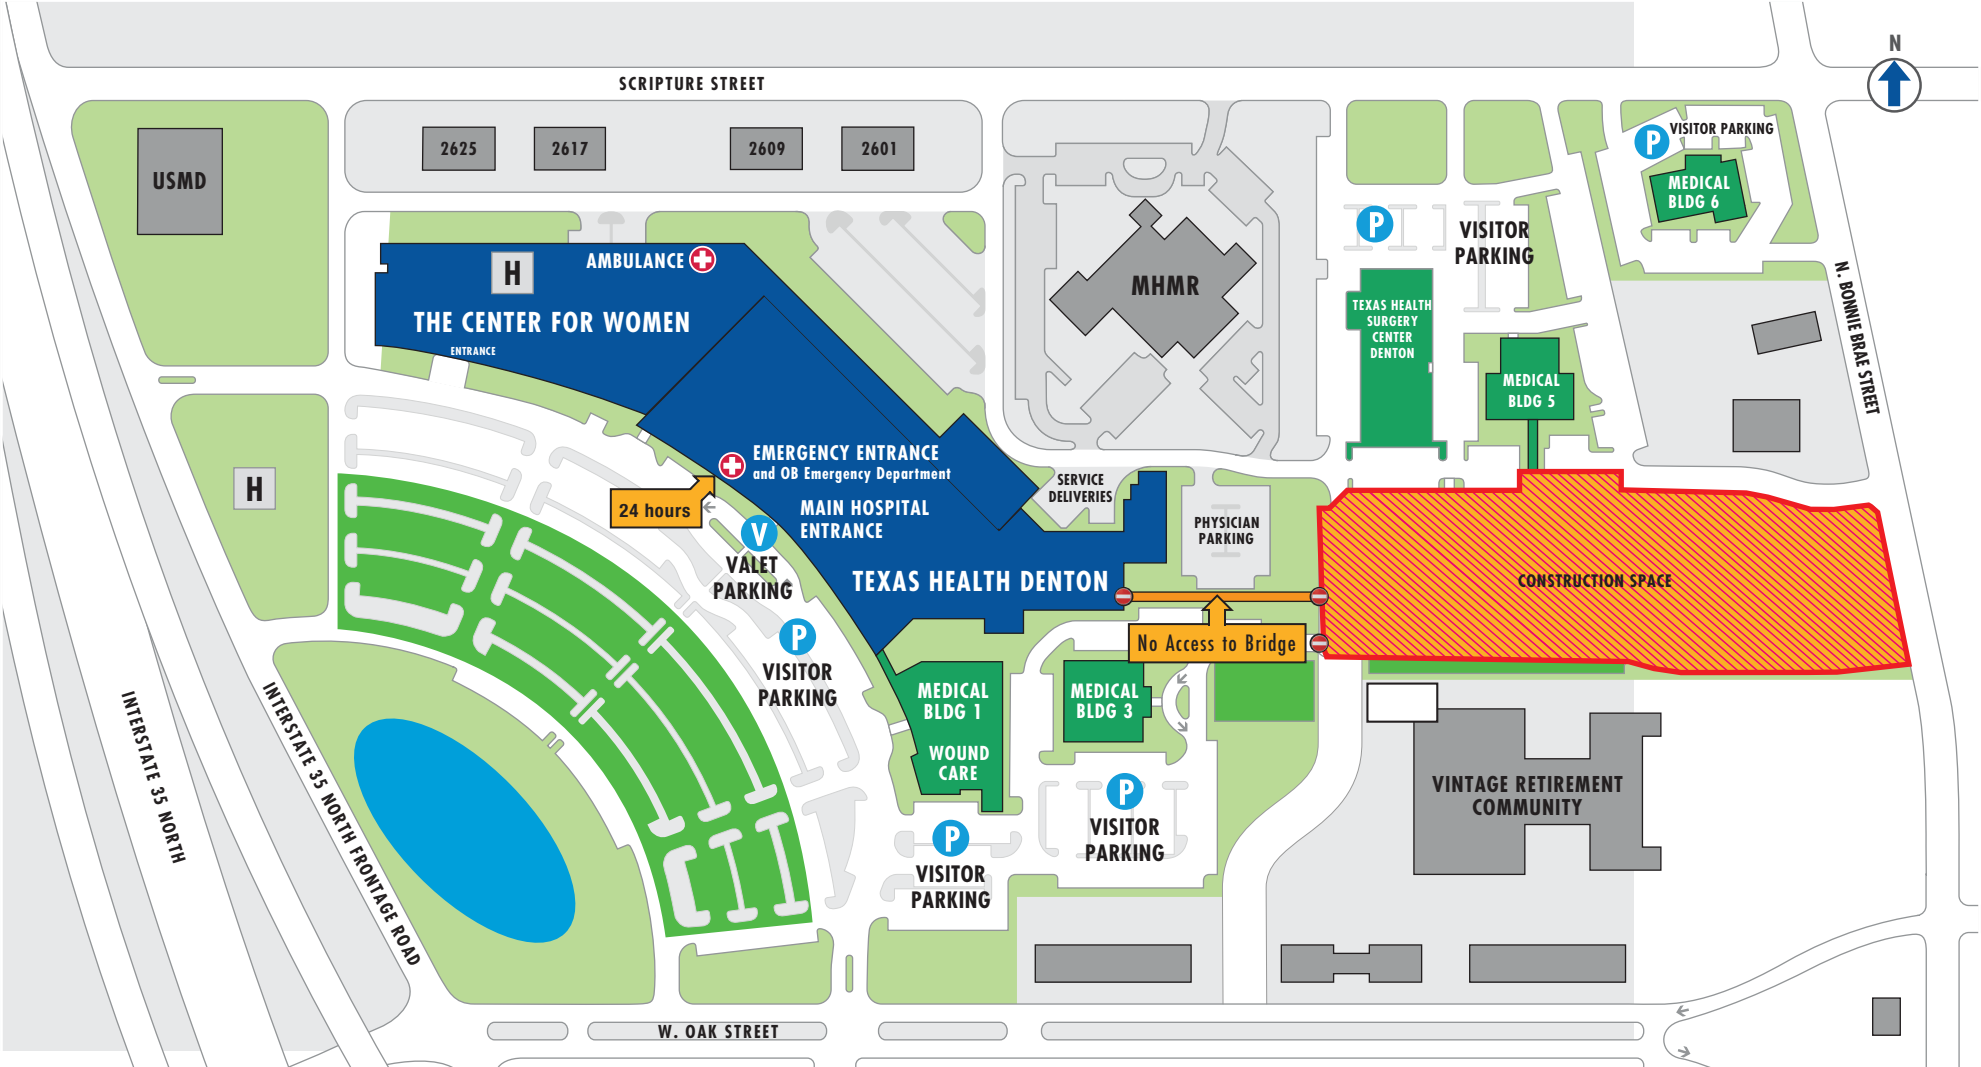 N
SCRIPTURE STREET
USMD
2625
2617
2609
2601
P
VISITOR PARKING
MEDICAL
BLDG 6
H
AMBULANCE
THE CENTER FOR WOMEN
ENTRANCE
MHMR
P
VISITOR
PARKING
TEXAS HEALTH
SURGERY
CENTER
DENTON
MEDICAL
BLDG 5
N. BONNIE BRAE STREET
H
EMERGENCY ENTRANCE
and OB Emergency Department
24 hours
MAIN HOSPITAL
ENTRANCE
SERVICE
DELIVERIES
PHYSICIAN
PARKING
V
VALET
PARKING
TEXAS HEALTH DENTON
CONSTRUCTION SPACE
No Access to Bridge
P
VISITOR
PARKING
MEDICAL
BLDG 1
WOUND
CARE
MEDICAL
BLDG 3
INTERSTATE 35 NORTH
INTERSTATE 35 NORTH FRONTAGE ROAD
P
VISITOR
PARKING
P
VISITOR
PARKING
VINTAGE RETIREMENT
COMMUNITY
W. OAK STREET